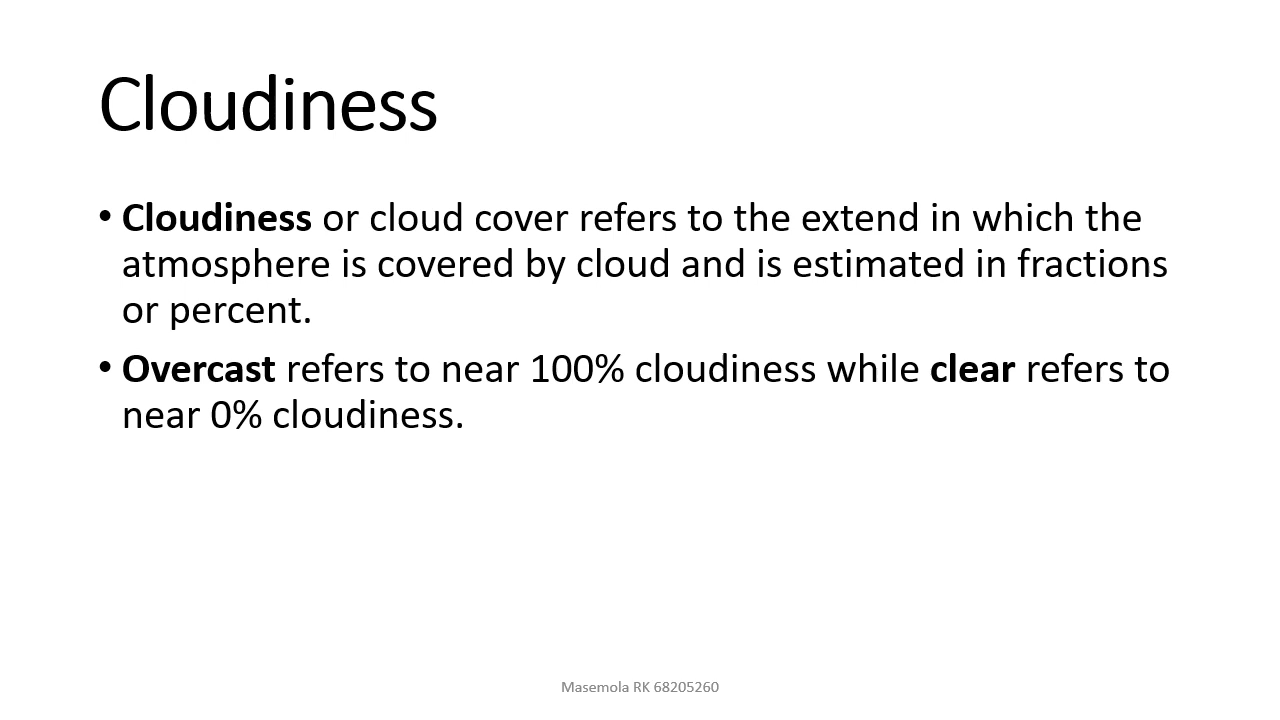 Cloudiness
• Cloudiness or cloud cover refers to the extend in which the
atmosphere is covered by cloud and is estimated in fractions
or percent.
• Overcast refers to near 100% cloudiness while clear refers to
near 0% cloudiness.
Masemola RK 68205260